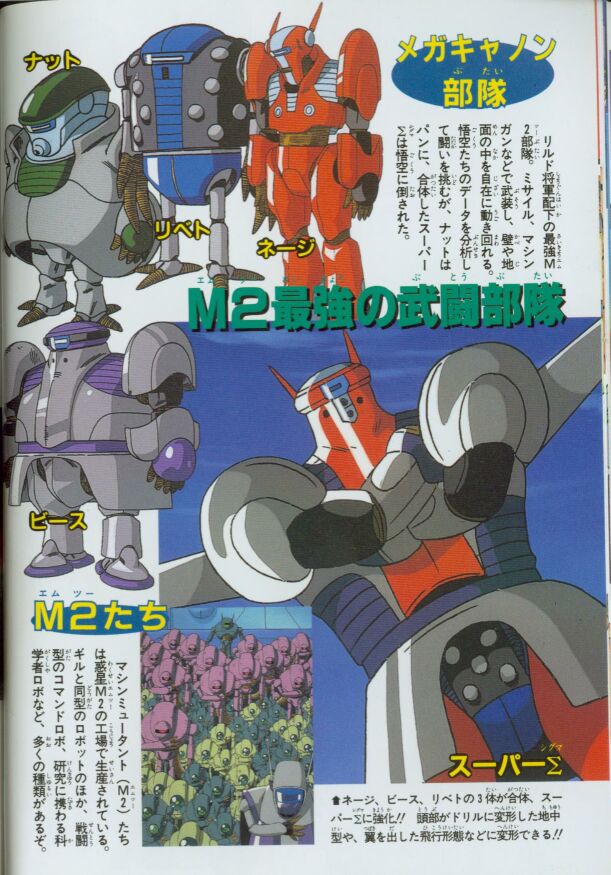 メガキャノン
部隊
ぶたい
リルド将軍配下の最強M
2部隊。ミサイル、マシン
ガンなどで武装し、壁や地
面の中を自在に動き回れる。
悟空たちのデータを分析し
て闘いを挑むが、ナットは
パンに、合体したスーパー
Σは悟空に倒された。
ナット
リベト
ネージ
M2最強の武闘部隊
ビース
エム ツー
M2たち
マシンミュータント(M2)たち
は惑星M2の工場で生産されている。
ギルと同型のロボットのほか、戦闘
型のコマンドロボ、研究に携わる科
学者ロボなど、多くの種類があるぞ。
シグマ
スーパーΣ
⬆ネージ、ビース、リベトの3体が合体、スー
パーΣに強化!! 頭部がドリルに変形した地中
型や、翼を出した飛行形態などに変形できる!!